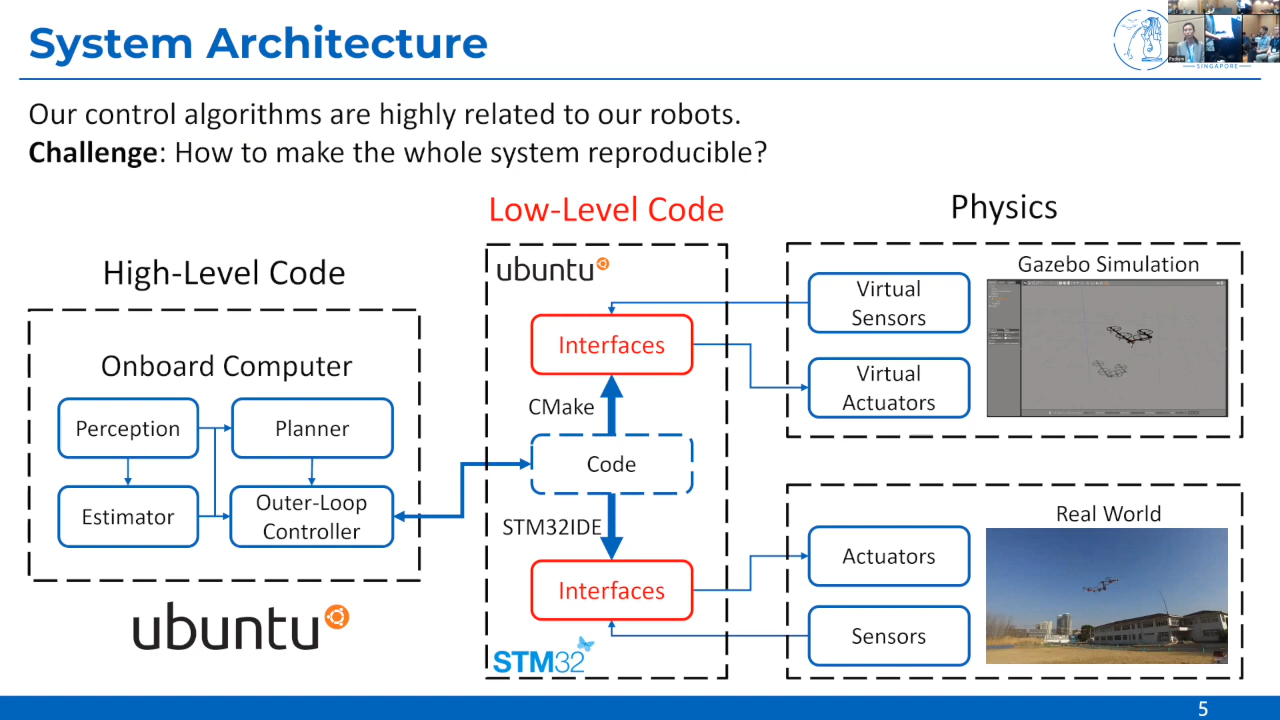 System Architecture
SINGAPORE
Our control algorithms are highly related to our robots.
Challenge: How to make the whole system reproducible?
High-Level Code
Onboard Computer
Perception
Planner
Estimator
Outer-Loop
Controller
ubuntu
Low-Level Code
ubuntu
Interfaces
CMake
Code
STM32IDE
Interfaces
STM32
Physics
Gazebo Simulation
Virtual
Sensors
Virtual
Actuators
Real World
Actuators
Sensors
5